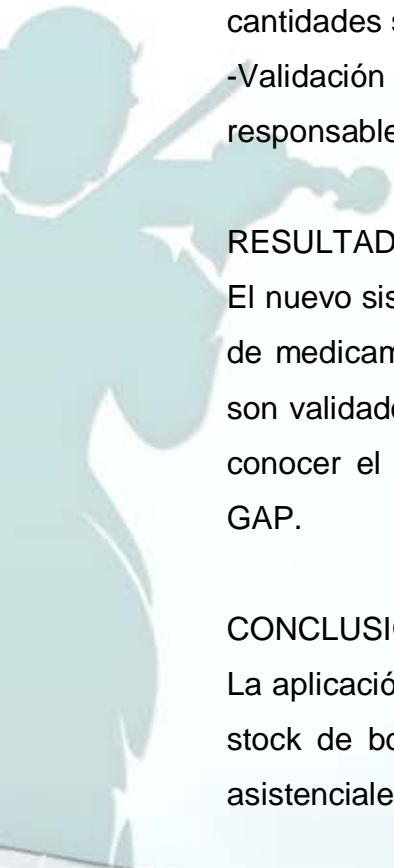 cantidades s
-Validación
responsable
RESULTAD
El nuevo sis
de medicam
son validad
conocer el
GAP.
CONCLUSI
La aplicació
stock de bo
asistenciale